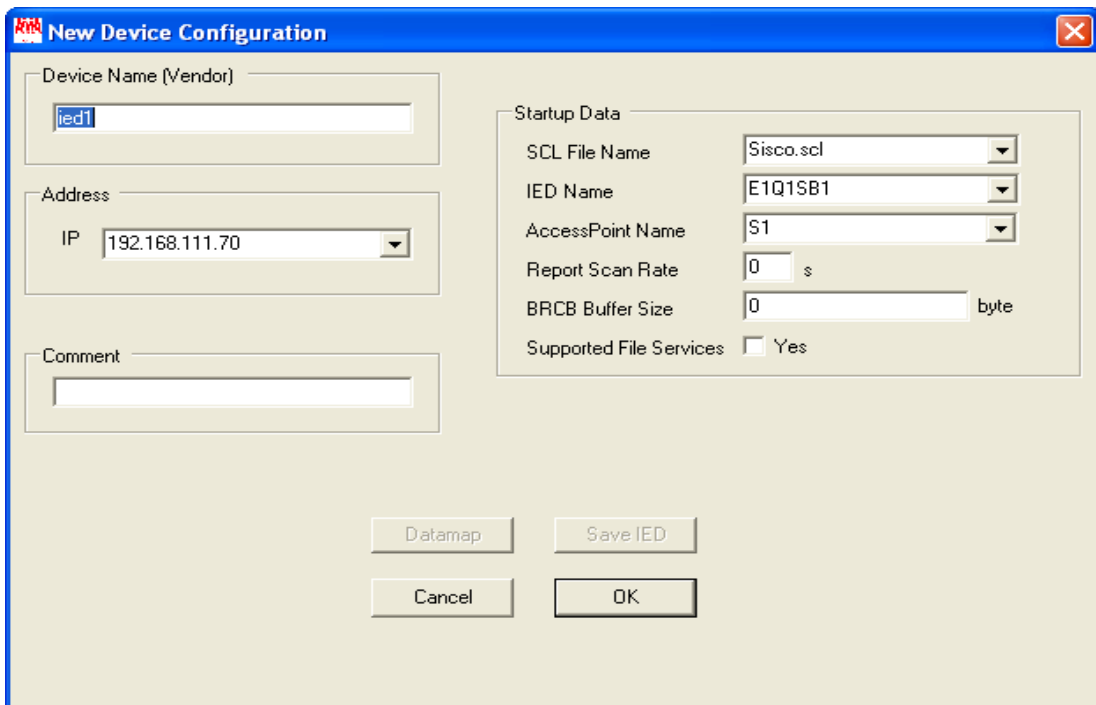 New Device Configuration
Device Name (Vendor)
ied1
Address
IP 192.168.111.70
Comment
Startup Data
SCL File Name Sisco.scl
IED Name E1Q1SB1
AccessPoint Name S1
Report Scan Rate 0 s
BRCB Buffer Size 0 byte
Supported File Services Yes
Datamap Save IED
Cancel OK